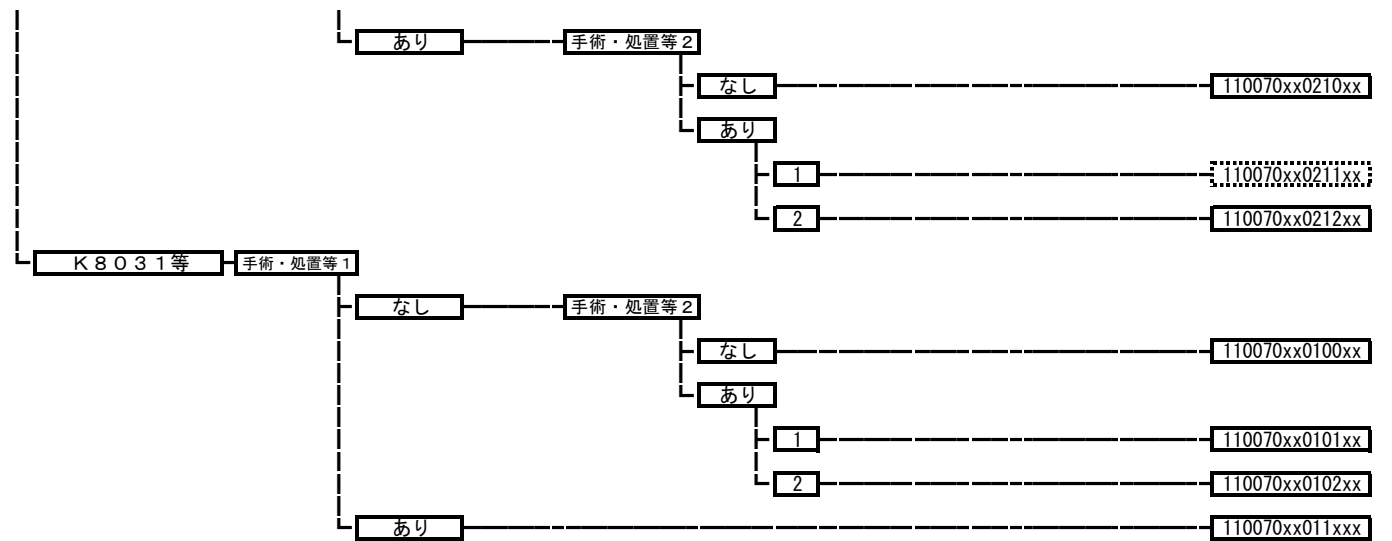 あり 手術・処置等2
なし 110070xx0210xx
あり
1 110070xx0211xx
2 110070xx0212xx
K8031等 手術・処置等1
なし 手術・処置等2
なし 110070xx0100xx
あり
1 110070xx0101xx
2 110070xx0102xx
あり 110070xx011xxx